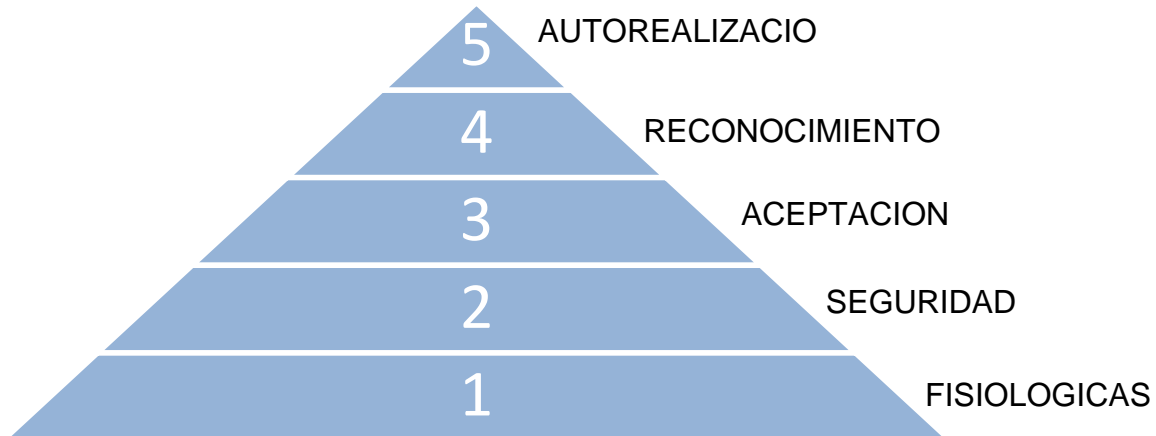 5 AUTOREALIZACIO
4 RECONOCIMIENTO
3 ACEPTACION
2 SEGURIDAD
1 FISIOLOGICAS